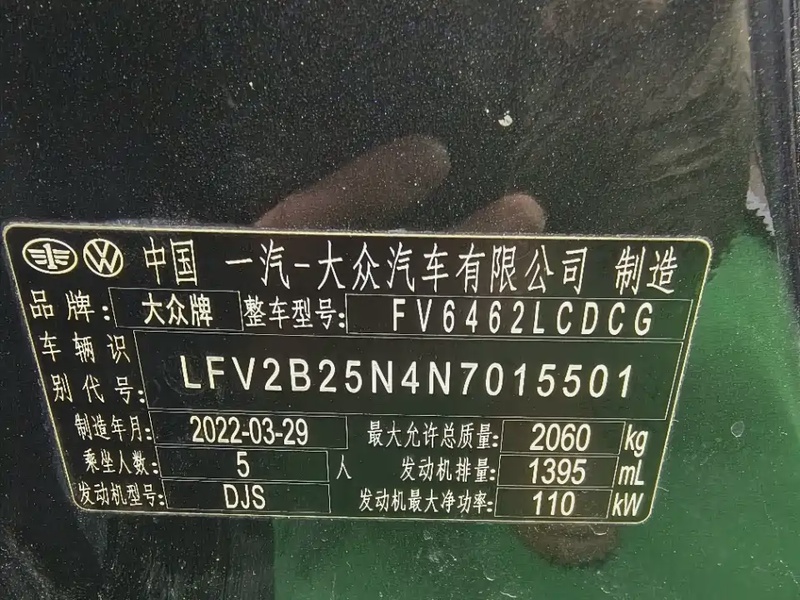 中国 一汽-大众汽车有限公司 制造
品牌: 大众牌 整车型号: FV6462LCDCG
车辆识别代号: LFV2B25N4N7015501
制造年月: 2022-03-29 最大允许总质量: 2060 kg
乘坐人数: 5 人 发动机排量: 1395 mL
发动机型号: DJS 发动机最大净功率: 110 kW